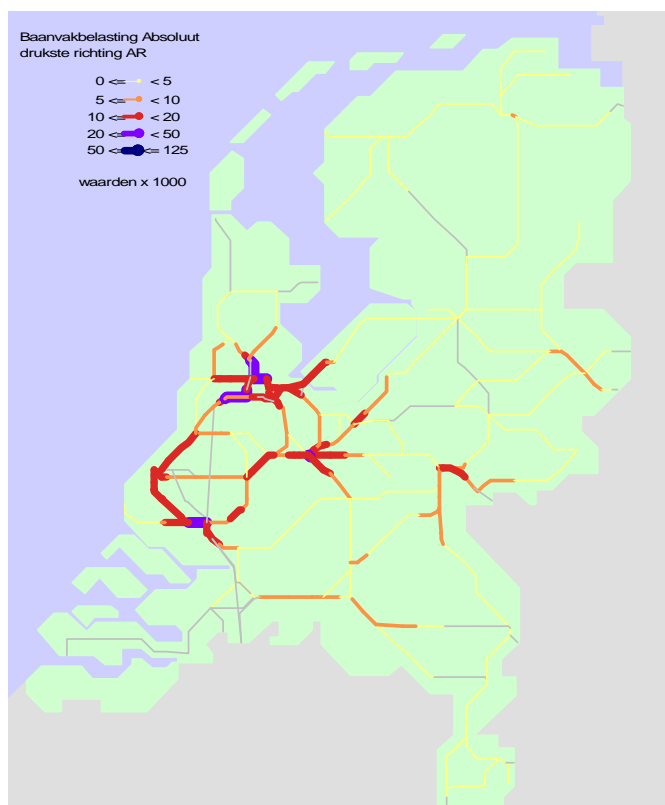 Baanvakbelasting Absoluut
drukste richting AR
0 <= < 5
5 <= < 10
10 <= < 20
20 <= < 50
50 <= <= 125
waarden x 1000